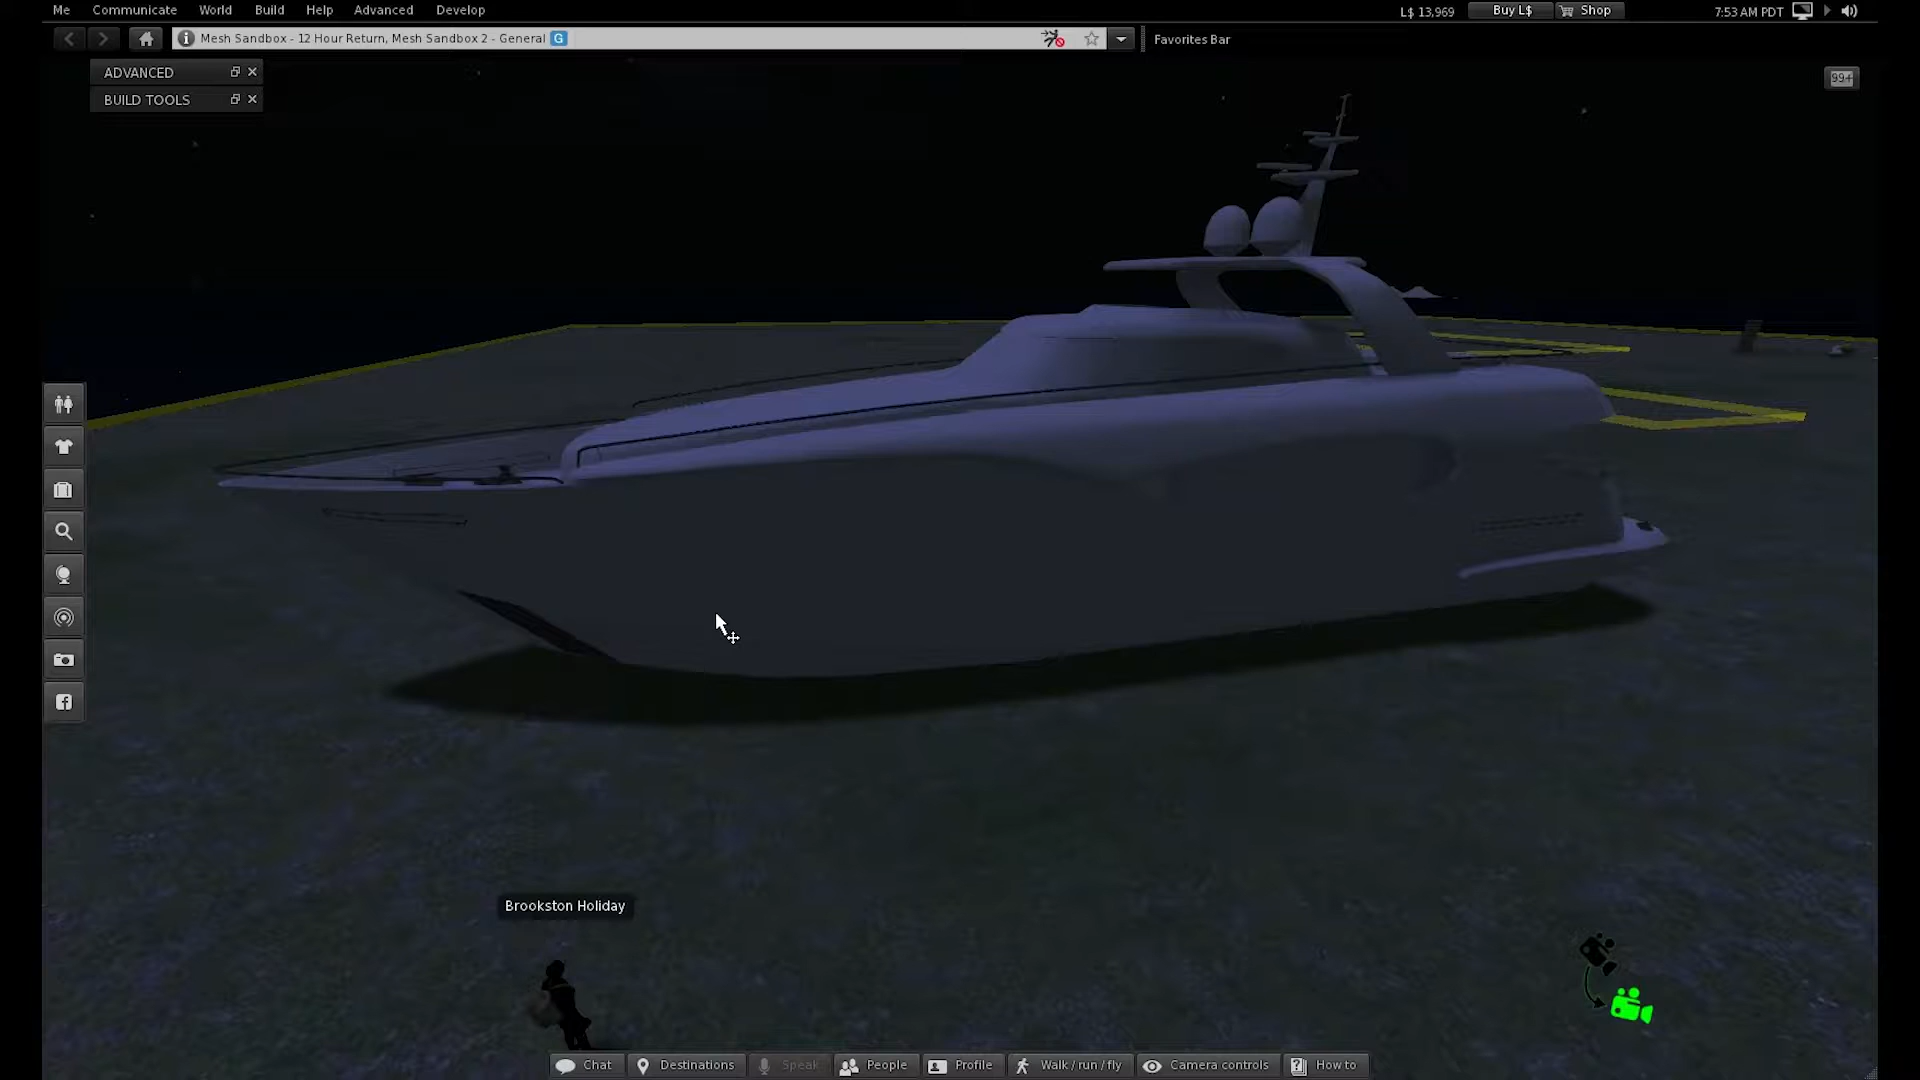 Me Communicate World Build Help Advanced Develop
L$ 13,969 Buy L$ Shop 7:53 AM PDT
Mesh Sandbox - 12 Hour Return, Mesh Sandbox 2 - General G
Favorites Bar
ADVANCED
99+
BUILD TOOLS
Brookston Holiday
Chat Destinations Speak People Profile Walk / run / fly Camera controls How to